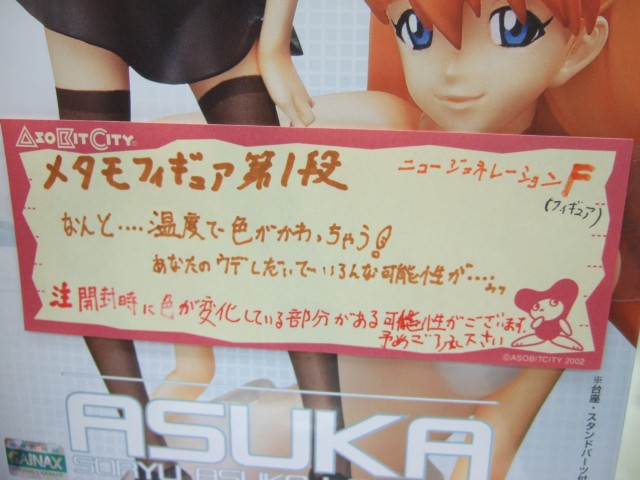 ASOBITCITY
メタモフィギュア第1段
ニュージェネレーションF
(フィギュア)
なんと....温度で色がかわっちゃう!
あなたのウデしだいでいろんな可能性が....ウッ
注 開封時に色が変化している部分がある可能性がございます。
予めご了承下さい
©ASOBITCITY 2002
※台座・スタンドパーツ付
ASUKA
GAINAX
SORYU ASUKA